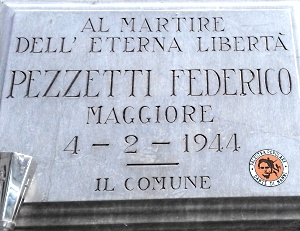 AL MARTIRE
DELL' ETERNA LIBERTÀ
PEZZETTI FEDERICO
MAGGIORE
4 – 2 – 1944
IL COMUNE